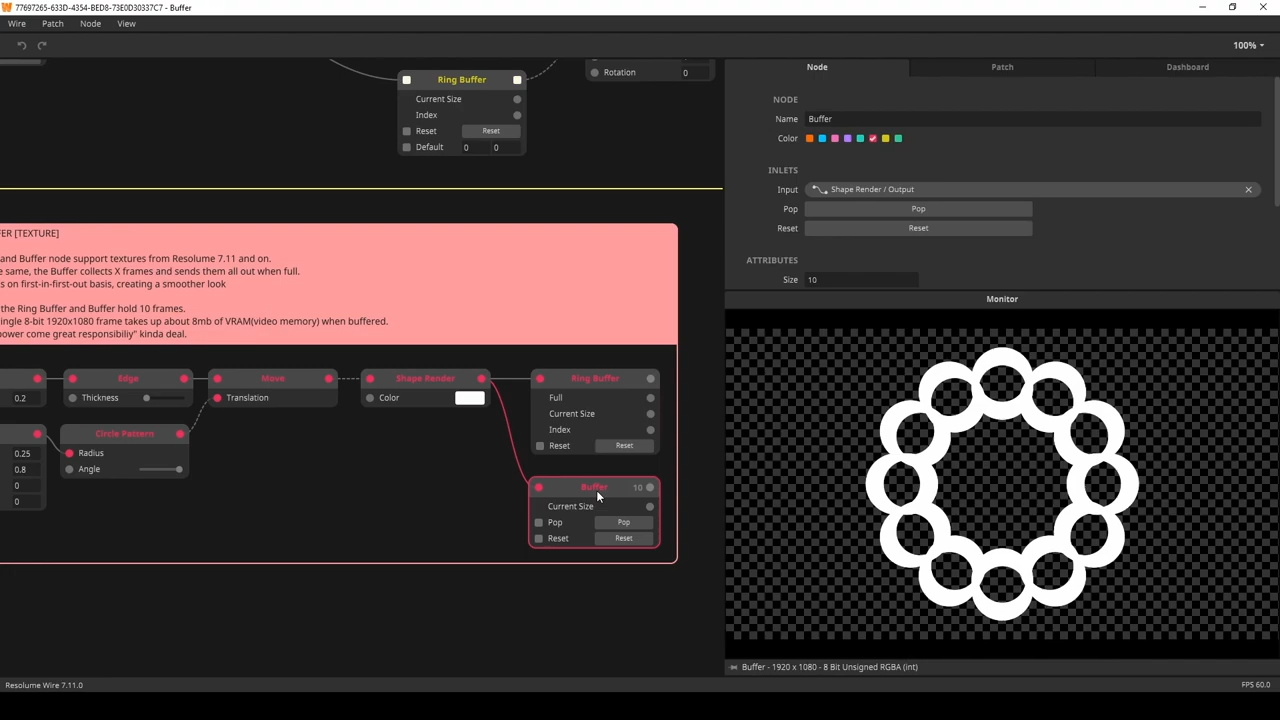 77697265-633D-4354-BED8-73E0D30337C7 - Buffer
Wire Patch Node View
100%
Ring Buffer
Current Size
Index
Reset Reset
Default 0 0
Rotation 0
FER [TEXTURE]
and Buffer node support textures from Resolume 7.11 and on.
e same, the Buffer collects X frames and sends them all out when full.
s on first-in-first-out basis, creating a smoother look
the Ring Buffer and Buffer hold 10 frames.
ingle 8-bit 1920x1080 frame takes up about 8mb of VRAM(video memory) when buffered.
power come great responsibiliy" kinda deal.
0.2
Edge
Thickness
Move
Translation
Shape Render
Color
Ring Buffer
Full
Current Size
Index
Reset Reset
0.25
0.8
0
0
Circle Pattern
Radius
Angle
Buffer 10
Current Size
Pop Pop
Reset Reset
Node Patch Dashboard
NODE
Name Buffer
Color
INLETS
Input Shape Render / Output
Pop Pop
Reset Reset
ATTRIBUTES
Size 10
Monitor
Buffer - 1920 x 1080 - 8 Bit Unsigned RGBA (int)
Resolume Wire 7.11.0
FPS 60.0